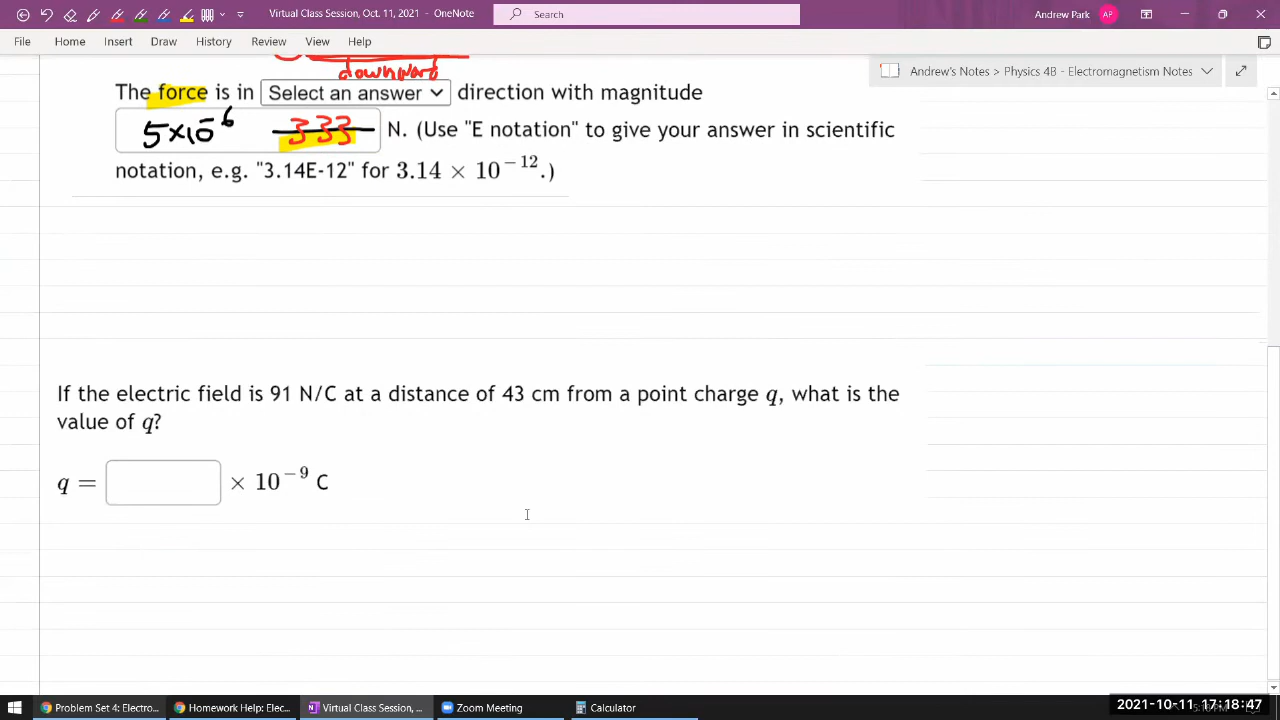 Virtual Class Session, Oct. 11, 2021 - OneNote
Search
Andrew Park
AP
File Home Insert Draw History Review View Help
Andrew's Notes > Physics
Electromagnetism Notes
downward
The force is in Select an answer direction with magnitude
5×10⁻⁶ 333 N. (Use "E notation" to give your answer in scientific
notation, e.g. "3.14E-12" for 3.14 × 10⁻¹².)
If the electric field is 91 N/C at a distance of 43 cm from a point charge q, what is the
value of q?
q = × 10⁻⁹ C
Problem Set 4: Electro... Homework Help: Elec... Virtual Class Session, ... Zoom Meeting Calculator
2021-10-11 17:18:47